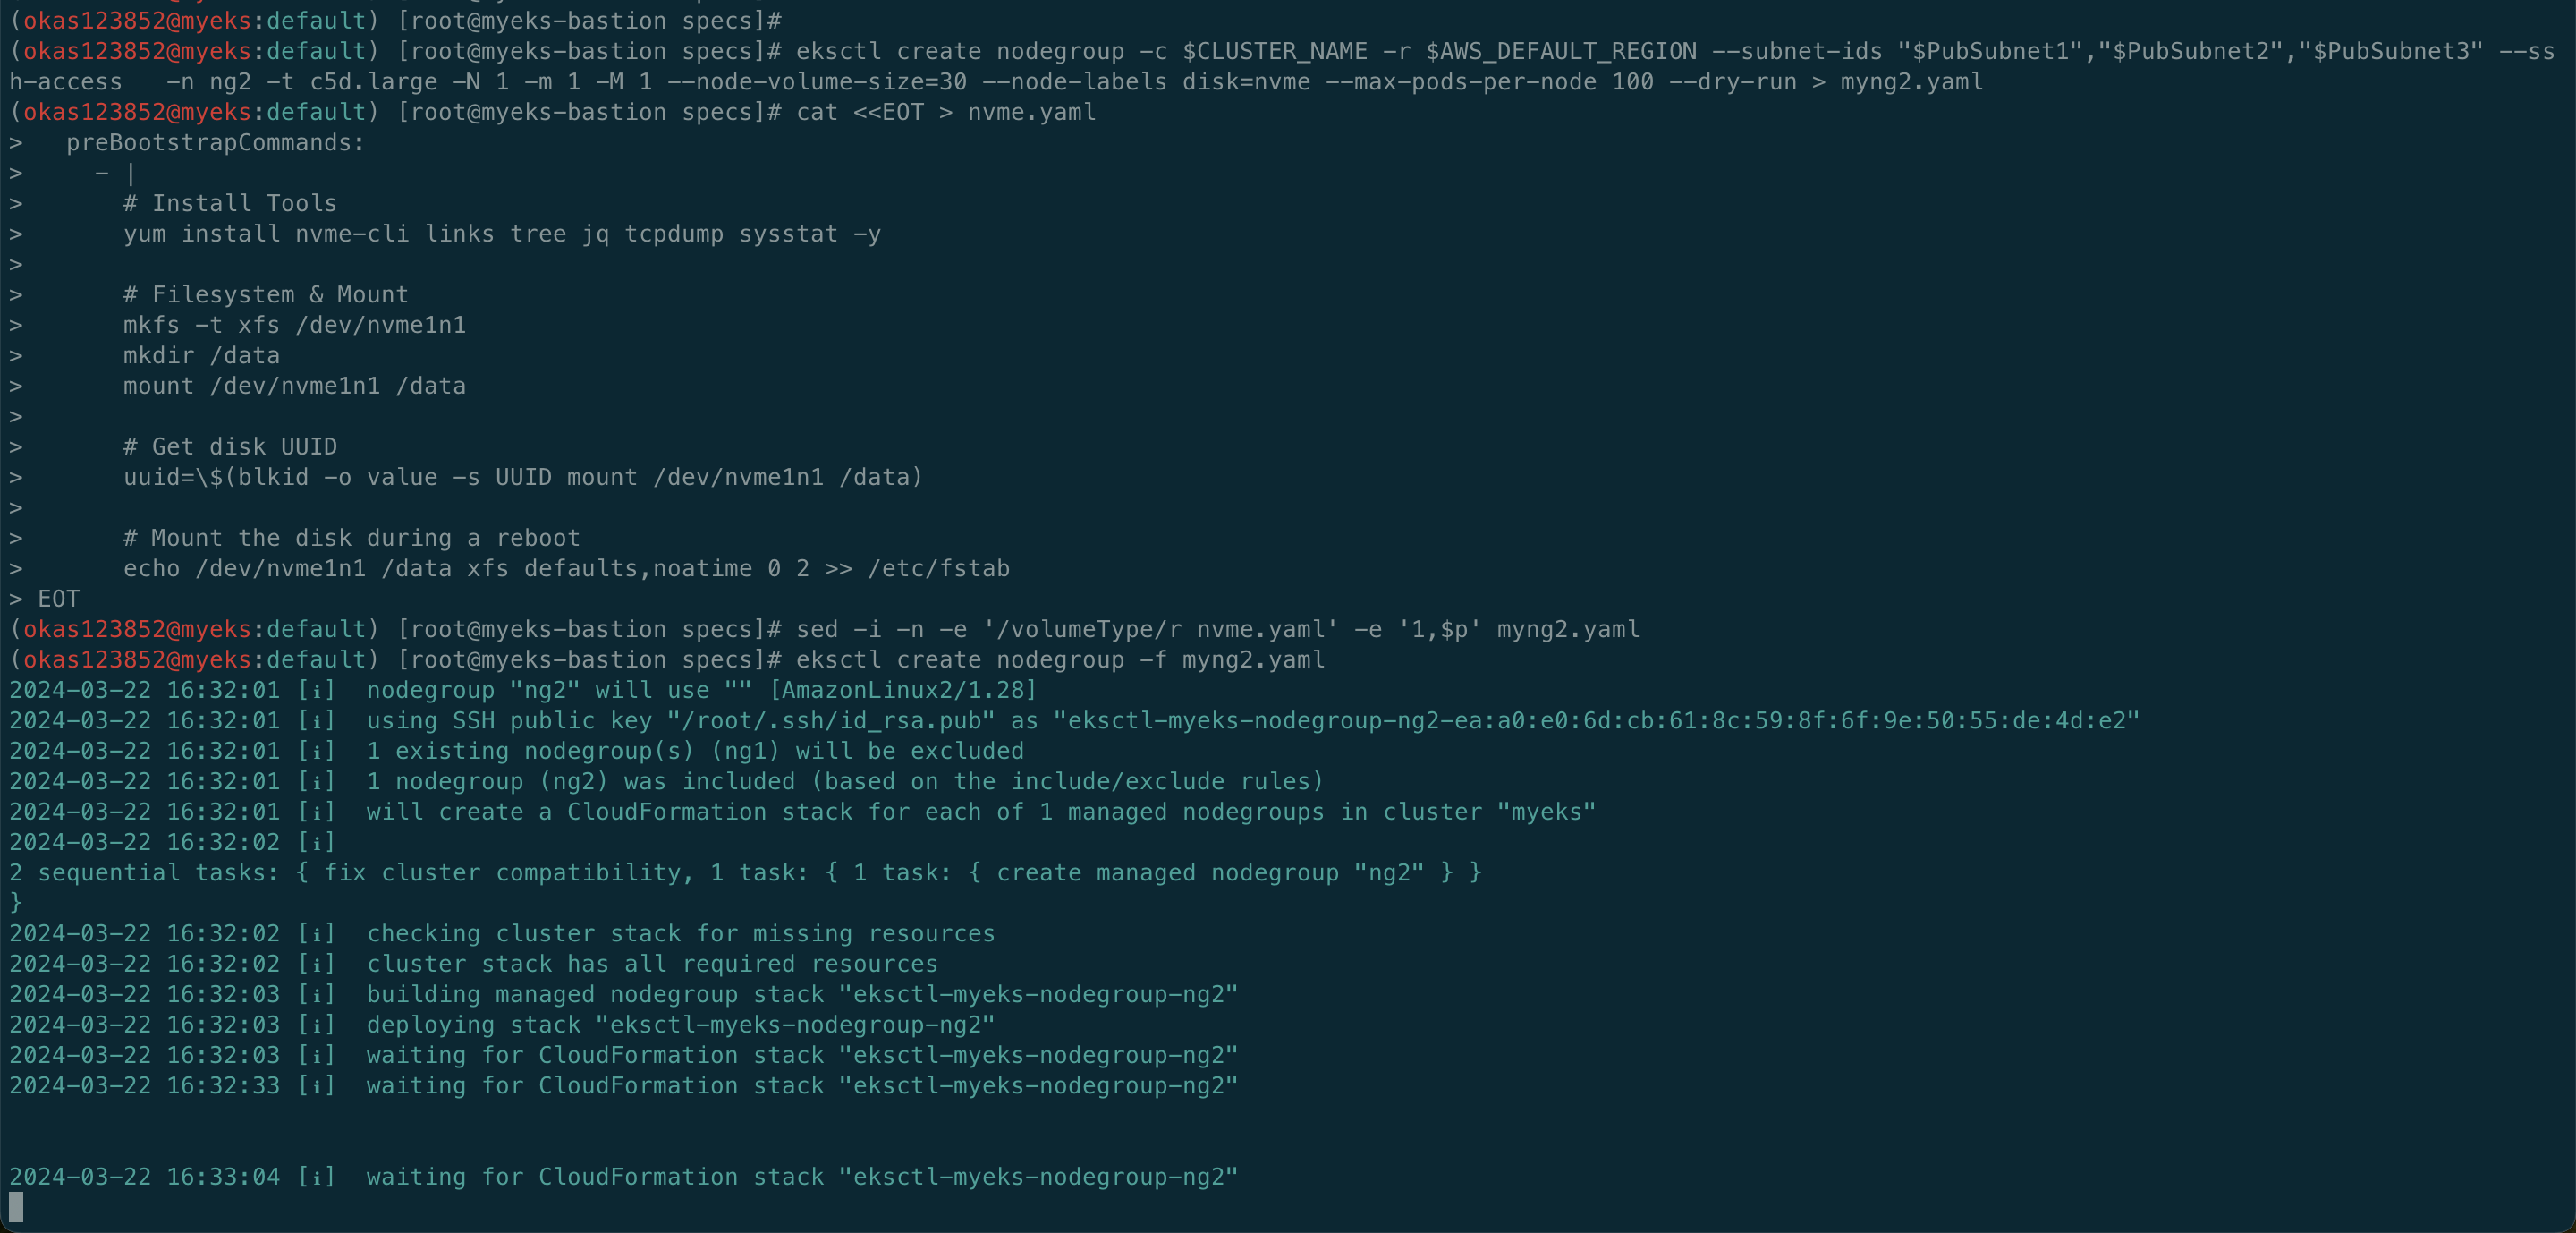 (okas123852@myeks:default) [root@myeks-bastion specs]#
(okas123852@myeks:default) [root@myeks-bastion specs]# eksctl create nodegroup -c $CLUSTER_NAME -r $AWS_DEFAULT_REGION --subnet-ids "$PubSubnet1","$PubSubnet2","$PubSubnet3" --ss
h-access   -n ng2 -t c5d.large -N 1 -m 1 -M 1 --node-volume-size=30 --node-labels disk=nvme --max-pods-per-node 100 --dry-run > myng2.yaml
(okas123852@myeks:default) [root@myeks-bastion specs]# cat <<EOT > nvme.yaml
>   preBootstrapCommands:
>     - |
>       # Install Tools
>       yum install nvme-cli links tree jq tcpdump sysstat -y
>
>       # Filesystem & Mount
>       mkfs -t xfs /dev/nvme1n1
>       mkdir /data
>       mount /dev/nvme1n1 /data
>
>       # Get disk UUID
>       uuid=\$(blkid -o value -s UUID mount /dev/nvme1n1 /data)
>
>       # Mount the disk during a reboot
>       echo /dev/nvme1n1 /data xfs defaults,noatime 0 2 >> /etc/fstab
> EOT
(okas123852@myeks:default) [root@myeks-bastion specs]# sed -i -n -e '/volumeType/r nvme.yaml' -e '1,$p' myng2.yaml
(okas123852@myeks:default) [root@myeks-bastion specs]# eksctl create nodegroup -f myng2.yaml
2024-03-22 16:32:01 [ℹ]  nodegroup "ng2" will use "" [AmazonLinux2/1.28]
2024-03-22 16:32:01 [ℹ]  using SSH public key "/root/.ssh/id_rsa.pub" as "eksctl-myeks-nodegroup-ng2-ea:a0:e0:6d:cb:61:8c:59:8f:6f:9e:50:55:de:4d:e2"
2024-03-22 16:32:01 [ℹ]  1 existing nodegroup(s) (ng1) will be excluded
2024-03-22 16:32:01 [ℹ]  1 nodegroup (ng2) was included (based on the include/exclude rules)
2024-03-22 16:32:01 [ℹ]  will create a CloudFormation stack for each of 1 managed nodegroups in cluster "myeks"
2024-03-22 16:32:02 [ℹ]
2 sequential tasks: { fix cluster compatibility, 1 task: { 1 task: { create managed nodegroup "ng2" } }
}
2024-03-22 16:32:02 [ℹ]  checking cluster stack for missing resources
2024-03-22 16:32:02 [ℹ]  cluster stack has all required resources
2024-03-22 16:32:03 [ℹ]  building managed nodegroup stack "eksctl-myeks-nodegroup-ng2"
2024-03-22 16:32:03 [ℹ]  deploying stack "eksctl-myeks-nodegroup-ng2"
2024-03-22 16:32:03 [ℹ]  waiting for CloudFormation stack "eksctl-myeks-nodegroup-ng2"
2024-03-22 16:32:33 [ℹ]  waiting for CloudFormation stack "eksctl-myeks-nodegroup-ng2"
2024-03-22 16:33:04 [ℹ]  waiting for CloudFormation stack "eksctl-myeks-nodegroup-ng2"